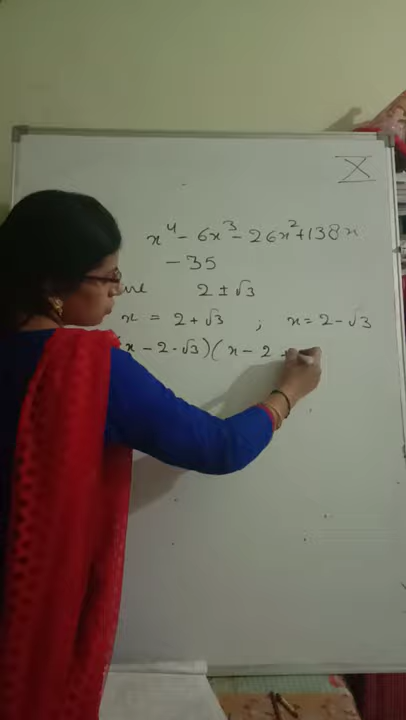 X
x⁴ - 6x³ - 26x² + 138x
- 35
2 ± √3
x = 2 + √3 ; x = 2 - √3
x - 2 - √3) (x - 2